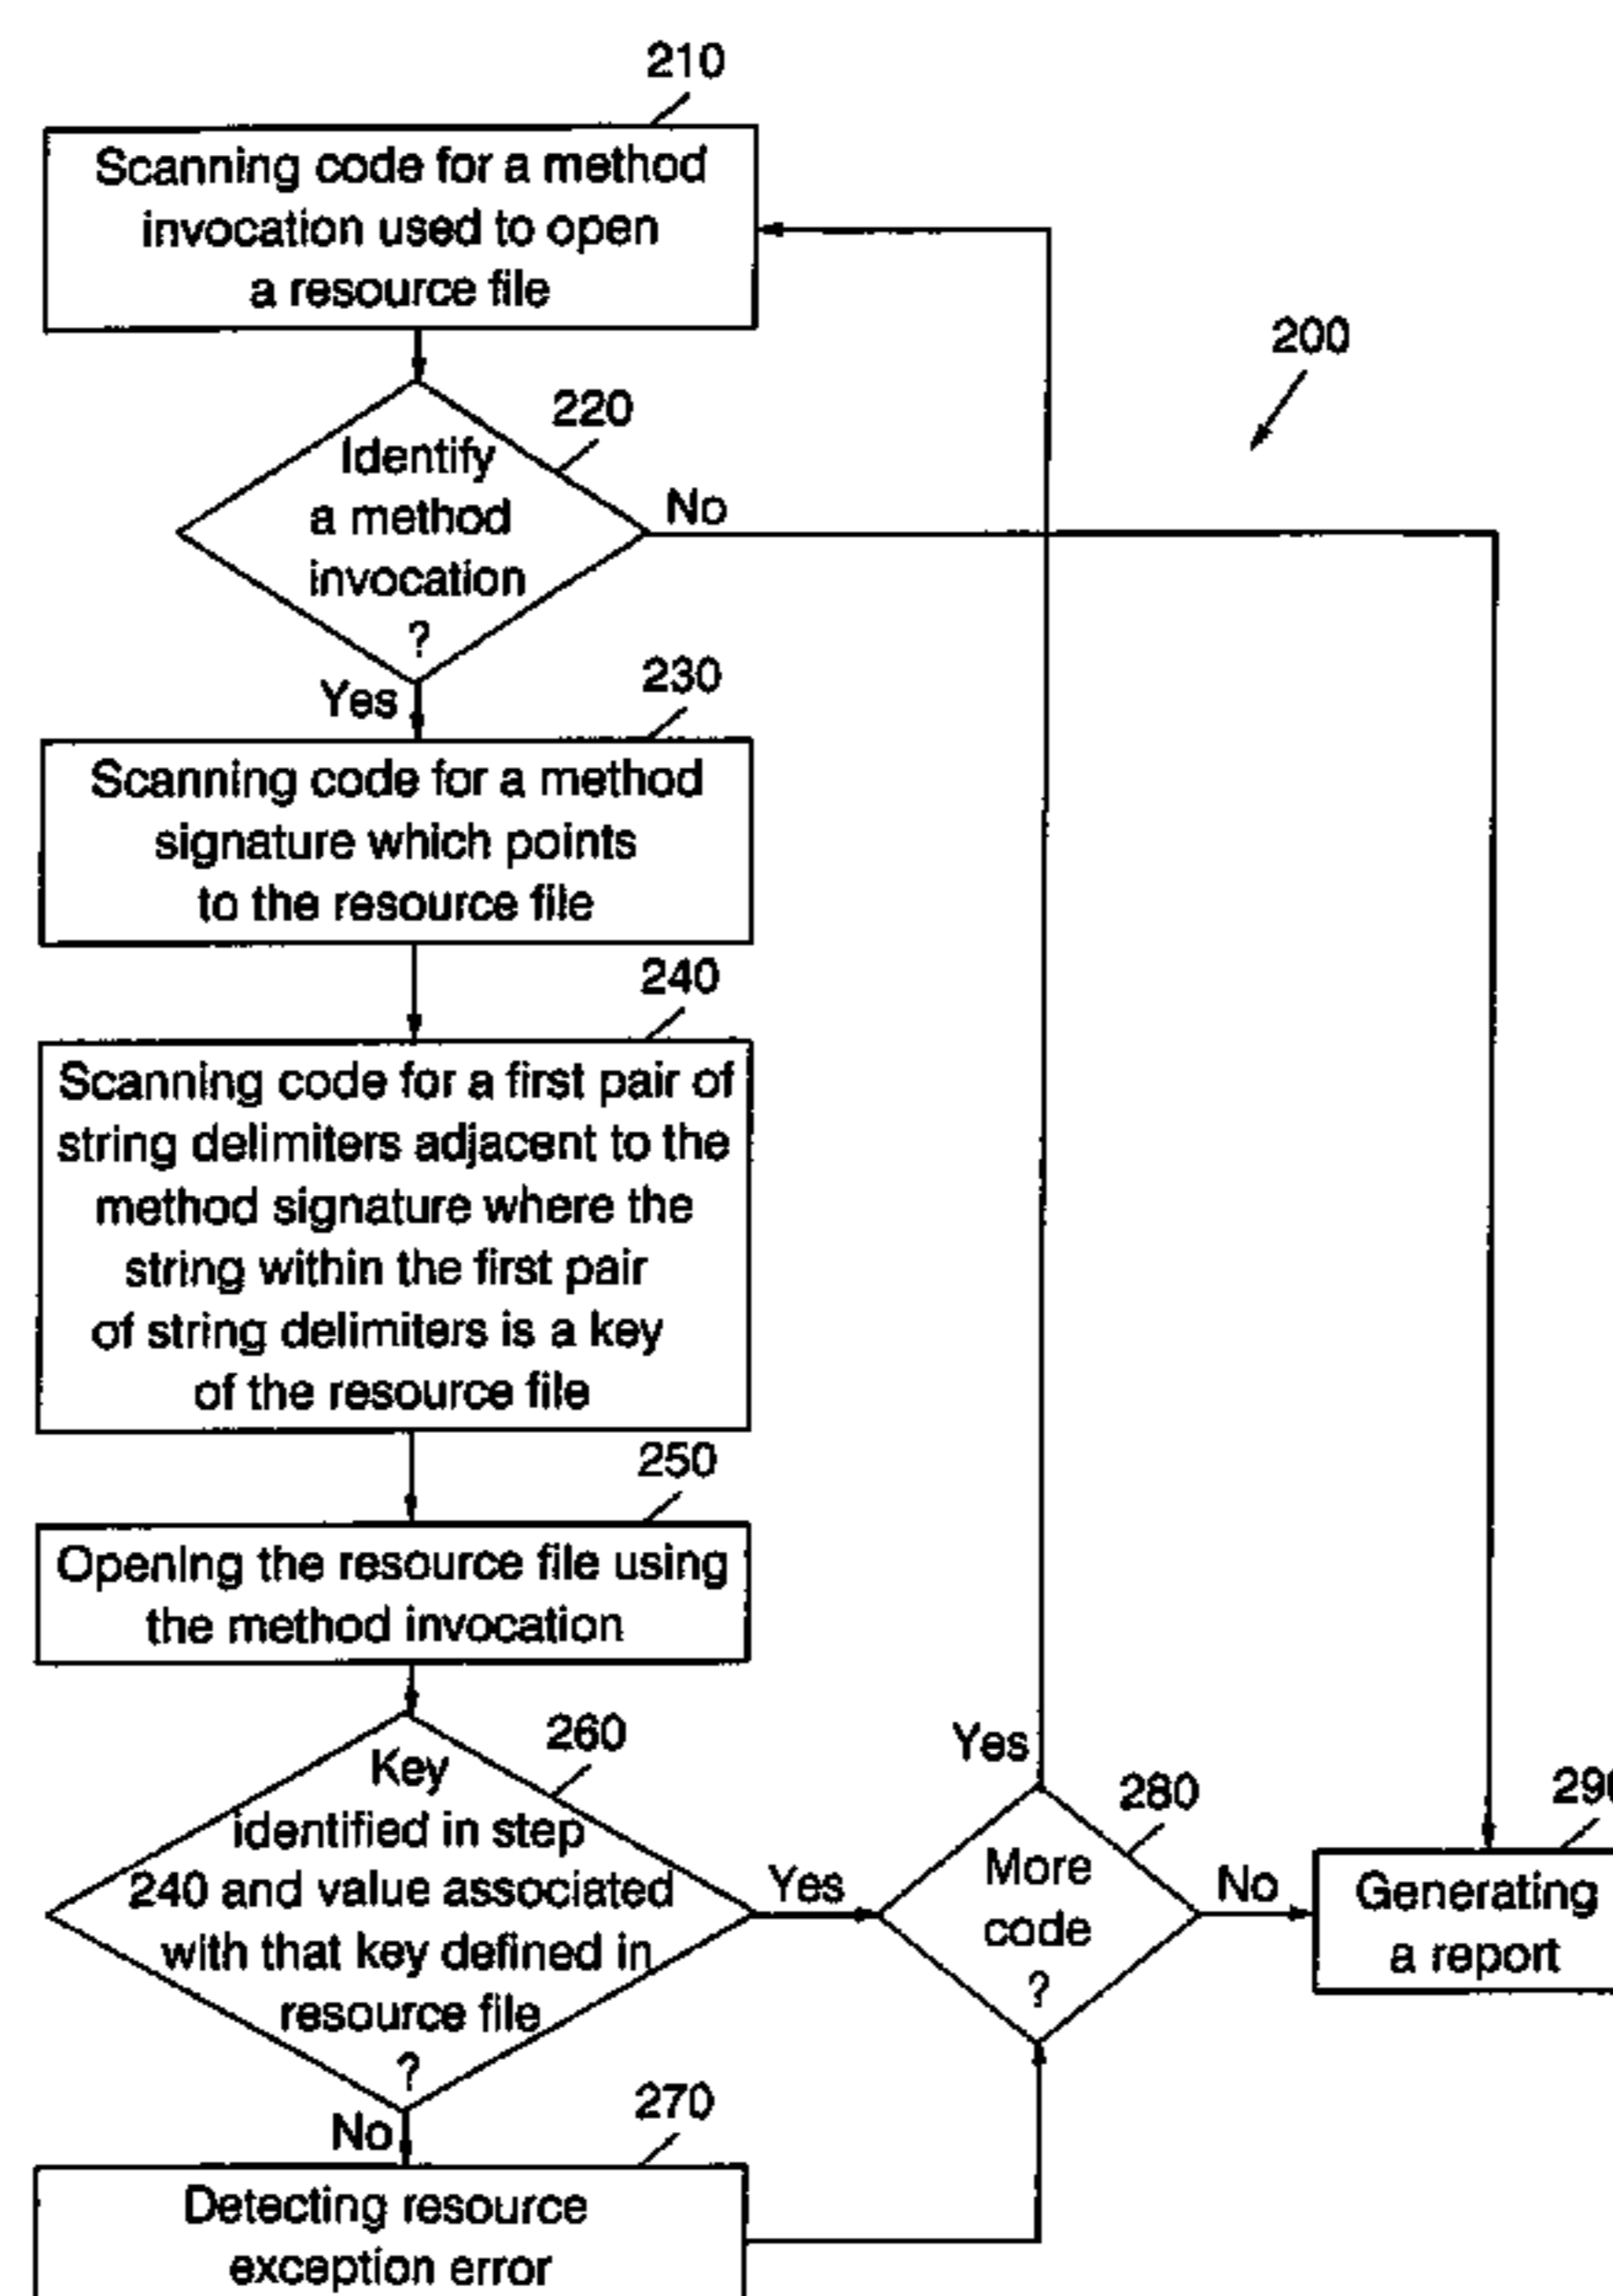 210
Scanning code for a method
invocation used to open
a resource file
200
220
Identify
a method
invocation
?
No
Yes
230
Scanning code for a method
signature which points
to the resource file
240
Scanning code for a first pair of
string delimiters adjacent to the
method signature where the
string within the first pair
of string delimiters is a key
of the resource file
250
Opening the resource file using
the method invocation
260
Key
identified in step
240 and value associated
with that key defined in
resource file
?
Yes
No
270
Detecting resource
exception error
Yes
280
More
code
?
No
290
Generating
a report